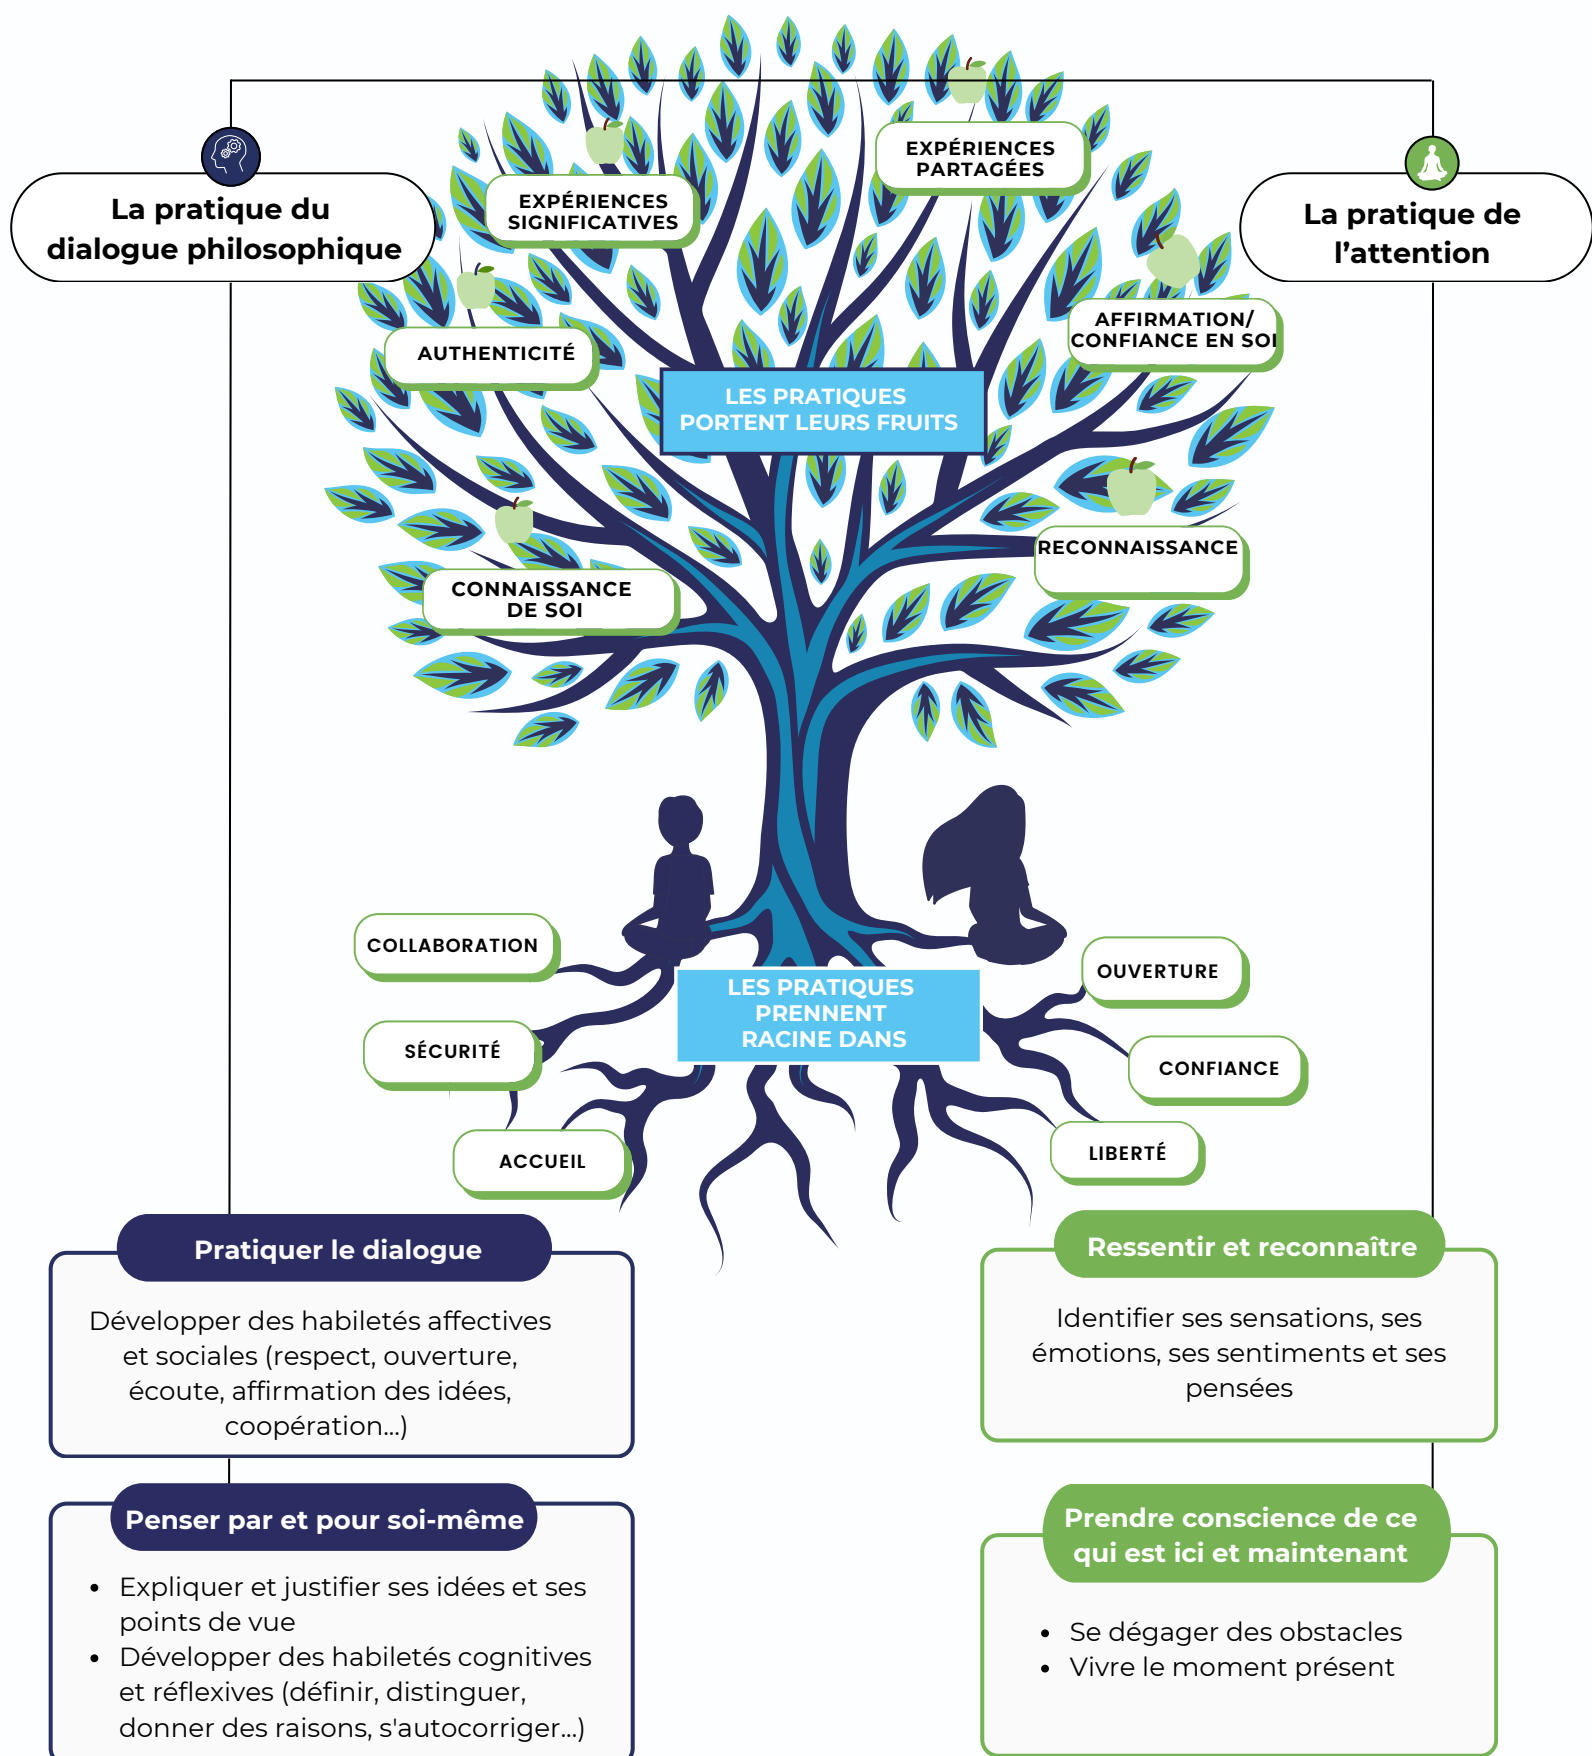 La pratique du
dialogue philosophique
La pratique de
l’attention
EXPÉRIENCES
PARTAGÉES
EXPÉRIENCES
SIGNIFICATIVES
AFFIRMATION/
CONFIANCE EN SOI
AUTHENTICITÉ
LES PRATIQUES
PORTENT LEURS FRUITS
RECONNAISSANCE
CONNAISSANCE
DE SOI
COLLABORATION
OUVERTURE
LES PRATIQUES
PRENNENT
RACINE DANS
SÉCURITÉ
CONFIANCE
ACCUEIL
LIBERTÉ
Pratiquer le dialogue
Développer des habiletés affectives
et sociales (respect, ouverture,
écoute, affirmation des idées,
coopération...)
Penser par et pour soi-même
• Expliquer et justifier ses idées et ses
points de vue
• Développer des habiletés cognitives
et réflexives (définir, distinguer,
donner des raisons, s'autocorriger...)
Ressentir et reconnaître
Identifier ses sensations, ses
émotions, ses sentiments et ses
pensées
Prendre conscience de ce
qui est ici et maintenant
• Se dégager des obstacles
• Vivre le moment présent